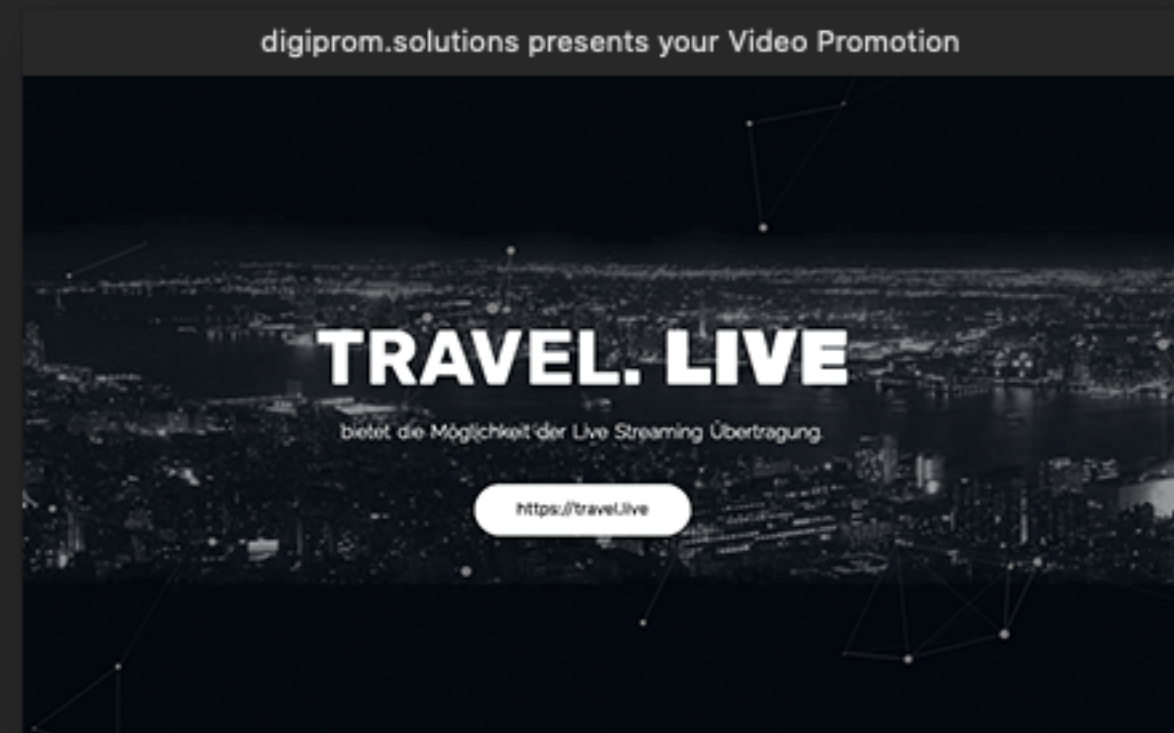 digiprom.solutions presents your Video Promotion
TRAVEL. LIVE
bietet die Möglichkeit der Live Streaming Übertragung.
https://travel.live